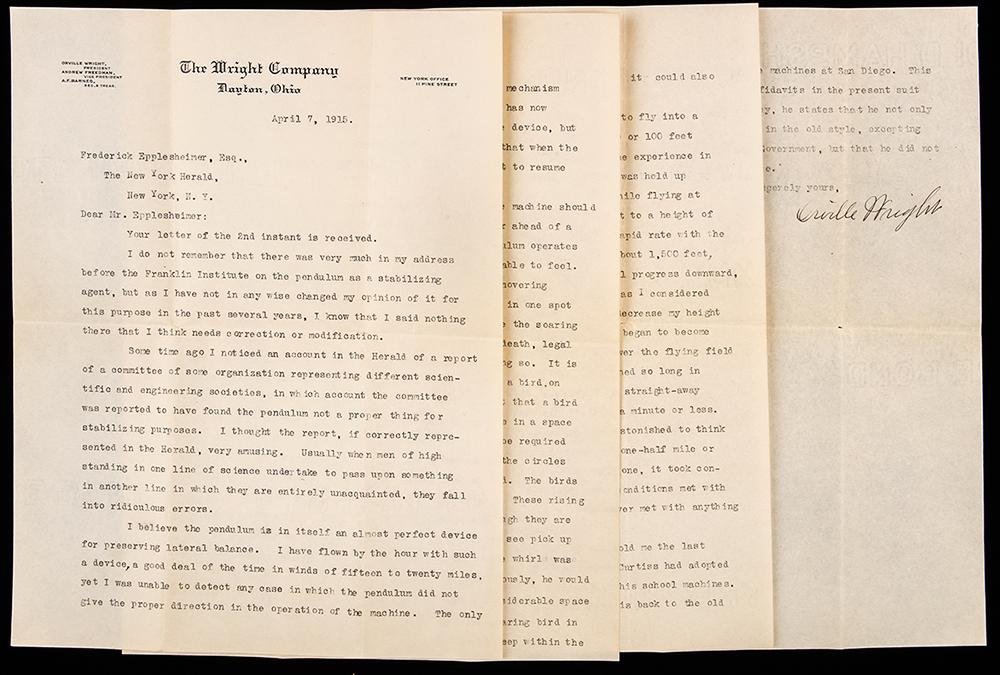 ORVILLE WRIGHT,
PRESIDENT
ANDREW FREEDMAN,
VICE PRESIDENT
A.F. BARNES,
SEC. & TREAS.
The Wright Company
Dayton, Ohio
NEW YORK OFFICE
11 PINE STREET
April 7, 1915.
Frederick Epplesheimer, Esq.,
The New York Herald,
New York, N. Y.
Dear Mr. Epplesheimer:
Your letter of the 2nd instant is received.
I do not remember that there was very much in my address
before the Franklin Institute on the pendulum as a stabilizing
agent, but as I have not in any wise changed my opinion of it for
this purpose in the past several years, I know that I said nothing
there that I think needs correction or modification.
Some time ago I noticed an account in the Herald of a report
of a committee of some organization representing different scien-
tific and engineering societies, in which account the committee
was reported to have found the pendulum not a proper thing for
stabilizing purposes. I thought the report, if correctly repre-
sented in the Herald, very amusing. Usually when men of high
standing in one line of science undertake to pass upon something
in another line in which they are entirely unacquainted, they fall
into ridiculous errors.
I believe the pendulum is in itself an almost perfect device
for preserving lateral balance. I have flown by the hour with such
a device, a good deal of the time in winds of fifteen to twenty miles,
yet I was unable to detect any case in which the pendulum did not
give the proper direction in the operation of the machine. The only
mechanism
has now
device, but
that when the
t to resume
machine should
ahead of a
ulum operates
able to feel.
hovering
in one spot
the soaring
death, legal
ng so. It is
a bird, on
that a bird
in a space
be required
the circles
. The birds
These rising
ugh they are
see pick up
whirl was
ously, he would
siderable space
aring bird in
eep within the
it could also
to fly into a
or 100 feet
e experience in
was held up
hile flying at
t to a height of
apid rate with the
bout 1,500 feet,
l progress downward,
as I considered
decrease my height
began to become
ver the flying field
ned so long in
straight-away
a minute or less.
stonished to think
one-half mile or
one, it took con-
onditions met with
ver met with anything
old me the last
Curtiss had adopted
his school machines.
is back to the old
machines at San Diego. This
fidavits in the present suit
y, he states that he not only
in the old style, excepting
Government, but that he did not
e.
ncerely yours,
Orville Wright